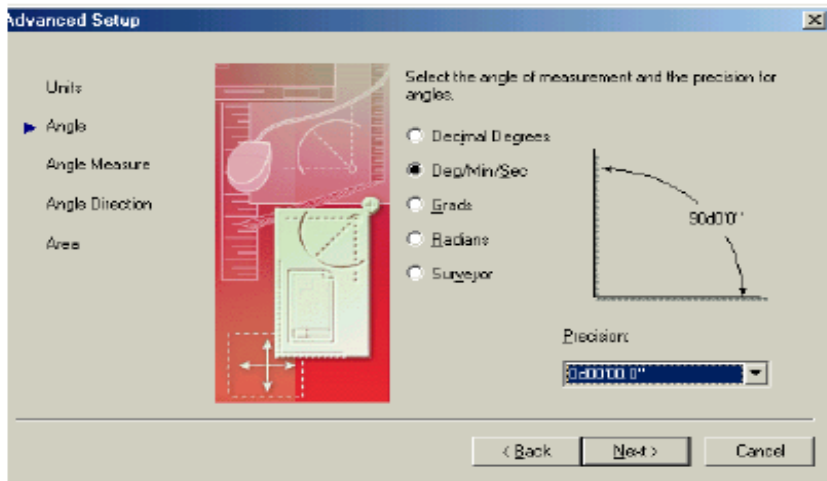 Advanced Setup
Units
Angle
Angle Measure
Angle Direction
Area
Select the angle of measurement and the precision for
angles.
Decimal Degrees
Deg/Min/Sec
Grads
Radians
Surveyor
90d0'0"
Precision:
0d00'00.0"
< Back
Next >
Cancel